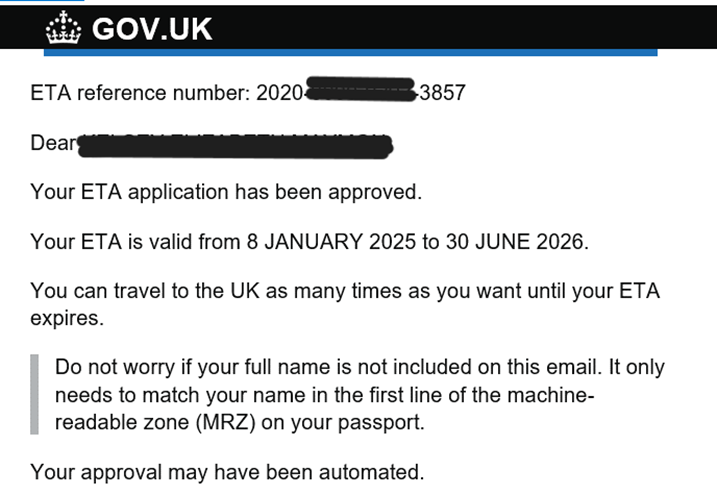 GOV.UK
ETA reference number: 2020- -3857
Dear
Your ETA application has been approved.
Your ETA is valid from 8 JANUARY 2025 to 30 JUNE 2026.
You can travel to the UK as many times as you want until your ETA
expires.
Do not worry if your full name is not included on this email. It only
needs to match your name in the first line of the machine-
readable zone (MRZ) on your passport.
Your approval may have been automated.